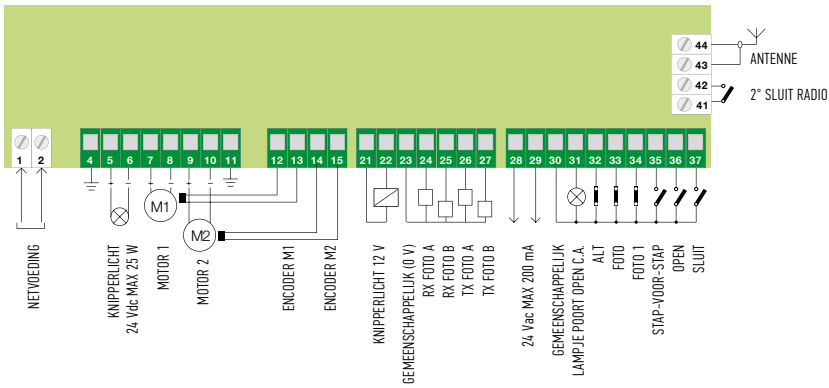 44
43
ANTENNE
42
41
2° SLUIT RADIO
1 2
4 5 6 7 8 9 10 11
12 13 14 15
21 22 23 24 25 26 27
28 29 30 31 32 33 34 35 36 37
+ − + − + −
M1
M2
NETVOEDING
KNIPPERLICHT
24 Vdc MAX 25 W
MOTOR 1
MOTOR 2
ENCODER M1
ENCODER M2
KNIPPERLICHT 12 V
GEMEENSCHAPPELIJK (0 V)
RX FOTO A
RX FOTO B
TX FOTO A
TX FOTO B
24 Vac MAX 200 mA
GEMEENSCHAPPELIJK
LAMPJE POORT OPEN C.A.
ALT
FOTO
FOTO 1
STAP-VOOR-STAP
OPEN
SLUIT